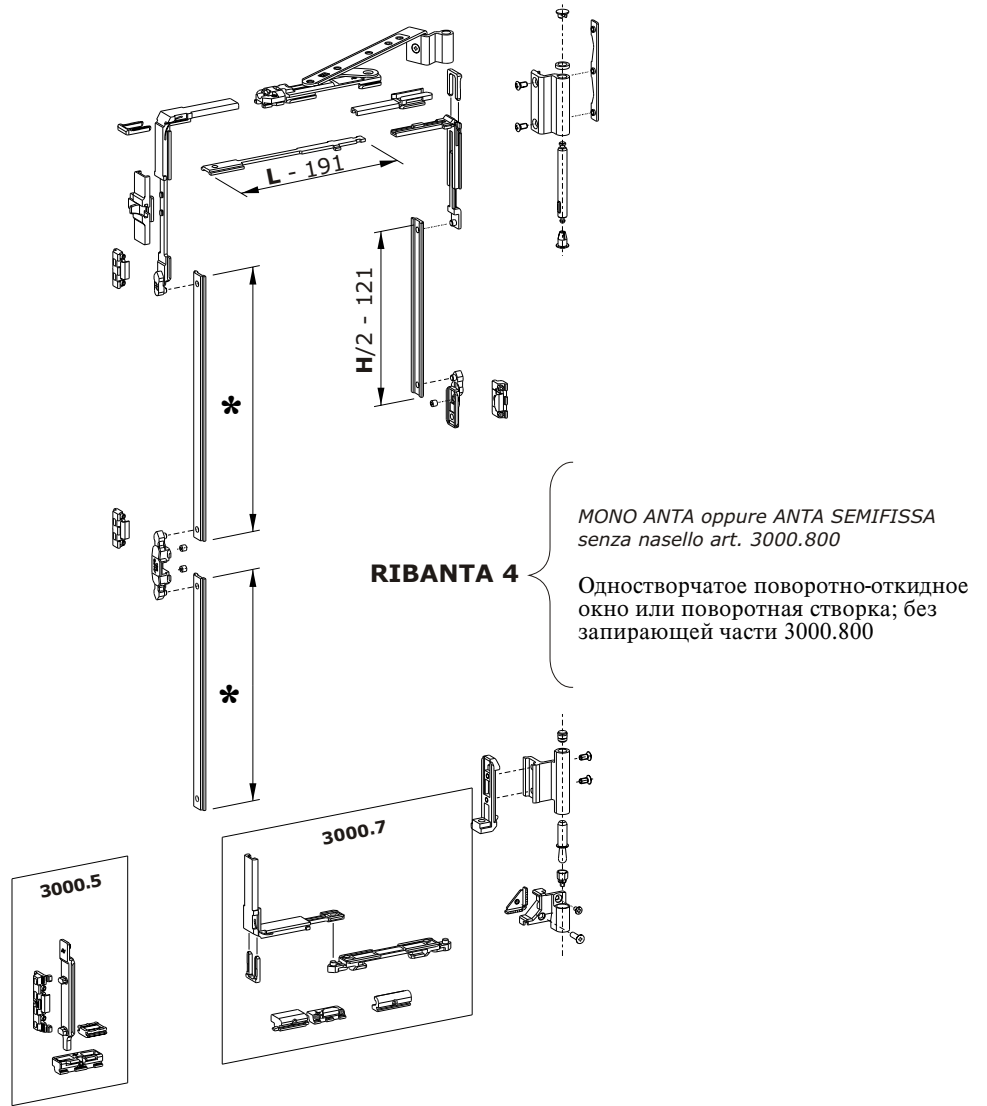 L - 191
H/2 - 121
*
*
RIBANTA 4
MONO ANTA oppure ANTA SEMIFISSA
senza nasello art. 3000.800
Одностворчатое поворотно-откидное
окно или поворотная створка; без
запирающей части 3000.800
3000.7
3000.5